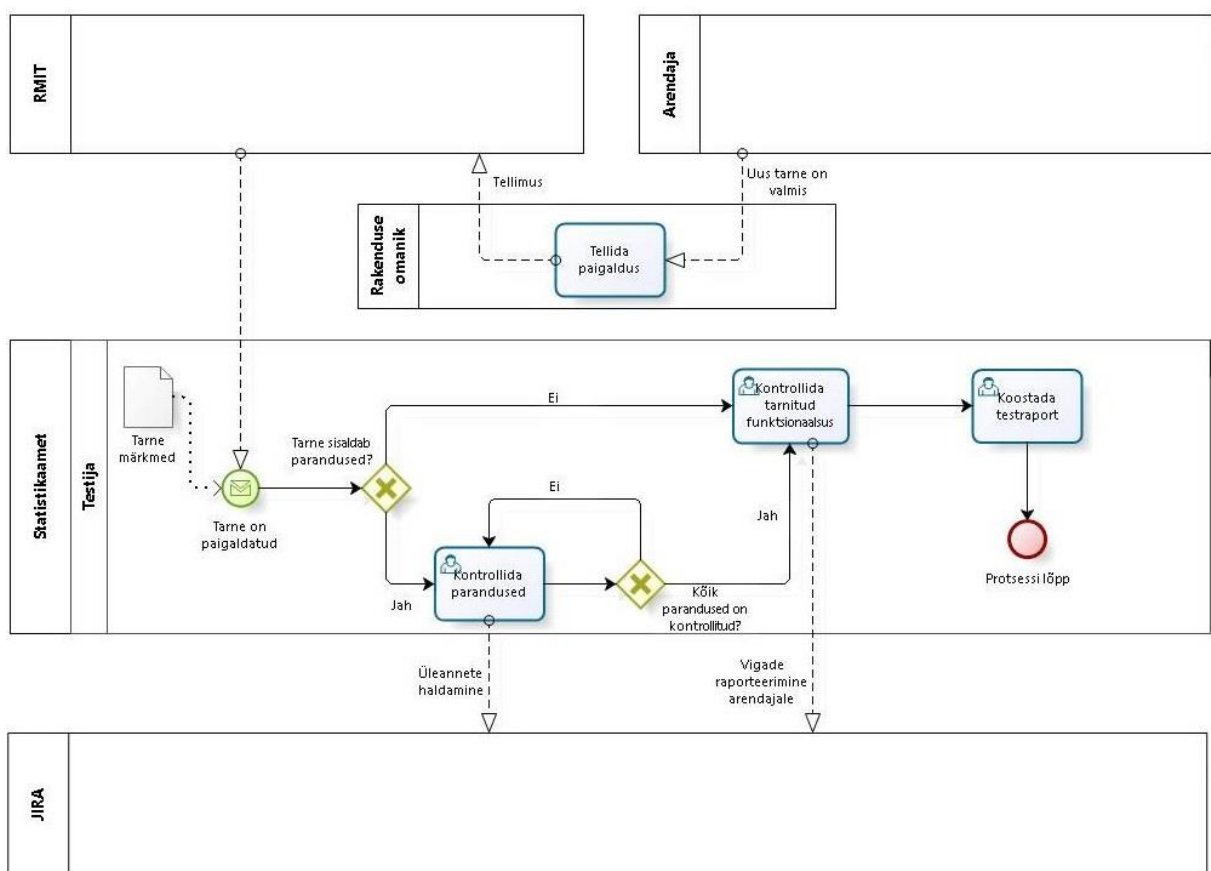 RMIT
Arendaja
Tellimus
Uus tarne on
valmis
Rakenduse
omanik
Tellida
paigaldus
Statistikaamet
Testija
Tarne
märkmed
Tarne on
paigaldatud
Tarne sisaldab
parandused?
Ei
Jah
Kontrollida
parandused
Ei
Kõik
parandused on
kontrollitud?
Jah
Kontrollida
tarnitud
funktsionaalsus
Koostada
testraport
Protsessi lõpp
Üleannete
haldamine
Vigade
raporteerimine
arendajale
JIRA